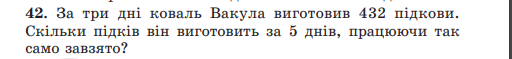 42. За три дні коваль Вакула виготовив 432 підкови.
Скільки підків він виготовить за 5 днів, працюючи так
само завзято?